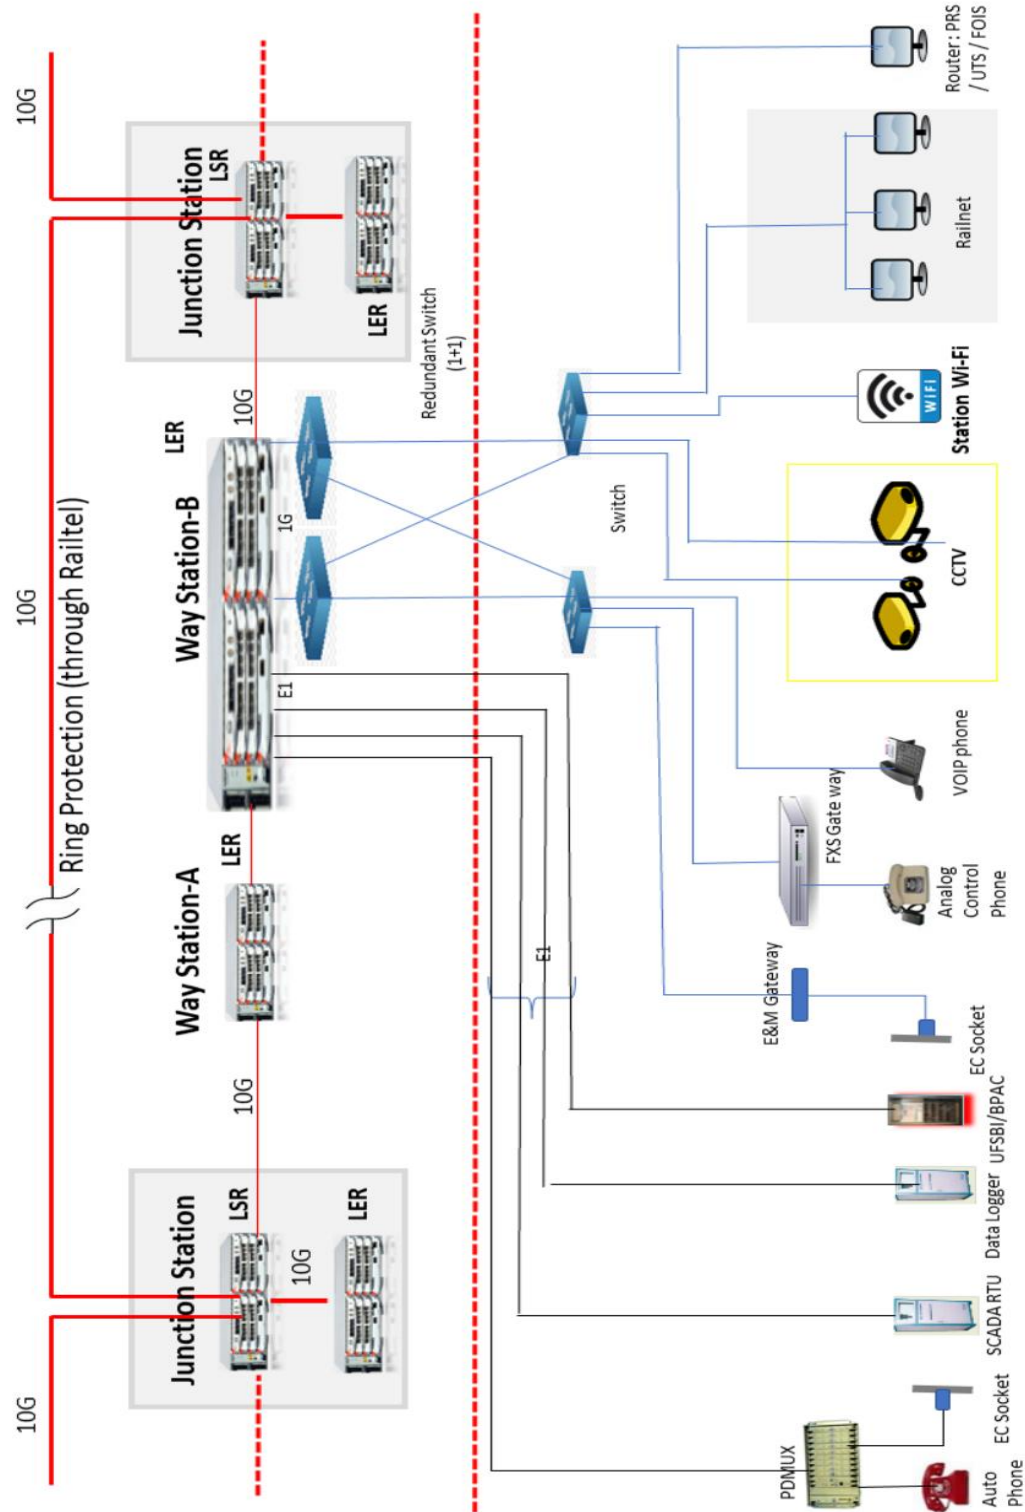 10G
10G
10G
Ring Protection (through Railtel)
Junction Station
Way Station-A
Way Station-B
Junction Station
LSR
10G
LER
LER
10G
LSR
10G
LER
E1
1G
LER
Redundant Switch
(1+1)
E1
Switch
PDMUX
E&M Gateway
FXS Gate way
Auto
Phone
EC Socket
SCADA RTU
Data Logger
UFSBI/BPAC
EC Socket
Analog
Control
Phone
VOIP phone
CCTV
WiFi
Station Wi-Fi
Railnet
Router : PRS
/ UTS / FOIS